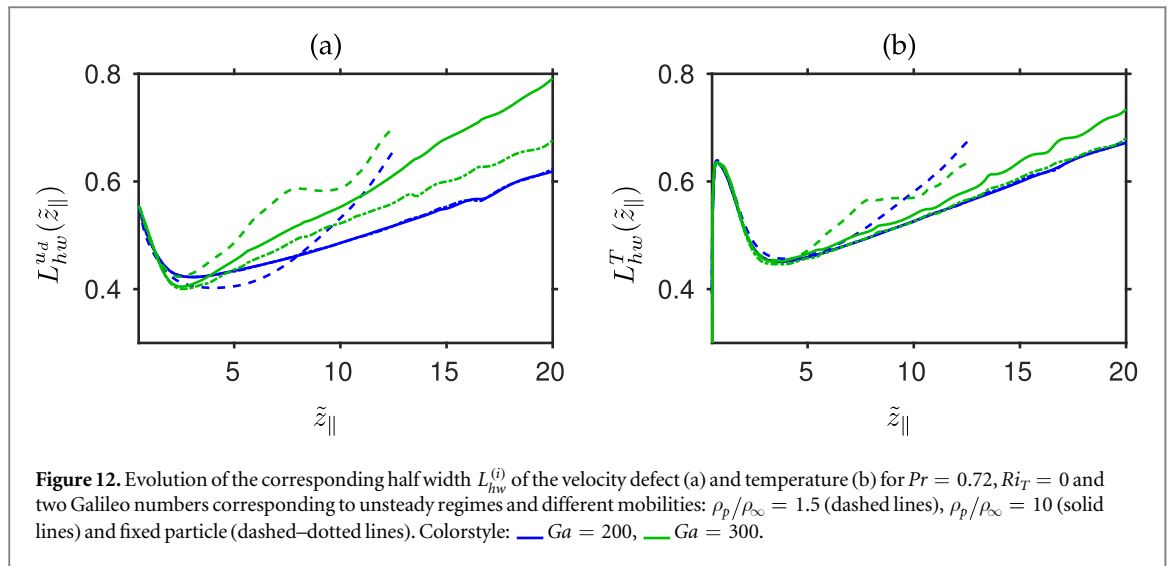 (a) (b)
0.8 0.8
0.6 0.6
0.4 0.4
L_{hw}^{u_d}(z̃_∥) L_{hw}^{T}(z̃_∥)
5 10 15 20 5 10 15 20
z̃_∥ z̃_∥
Figure 12. Evolution of the corresponding half width L_{hw}^{(i)} of the velocity defect (a) and temperature (b) for Pr = 0.72, Ri_T = 0 and
two Galileo numbers corresponding to unsteady regimes and different mobilities: ρ_p/ρ_∞ = 1.5 (dashed lines), ρ_p/ρ_∞ = 10 (solid
lines) and fixed particle (dashed–dotted lines). Colorstyle: Ga = 200, Ga = 300.